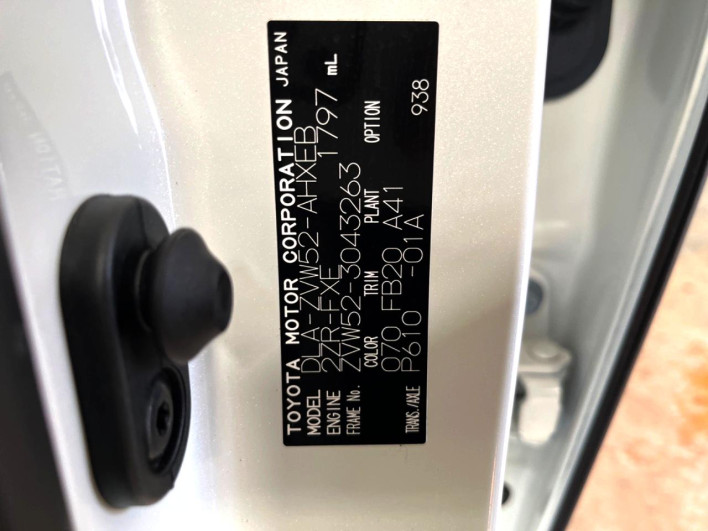 TOYOTA MOTOR CORPORATION JAPAN
MODEL DLA-ZVW52-AHXEB
ENGINE 2ZR-FXE 1797 mL
FRAME No. ZVW52-3043263
COLOR TRIM PLANT OPTION
070 FB20 A41
TRANS./AXLE P610 -01A 938